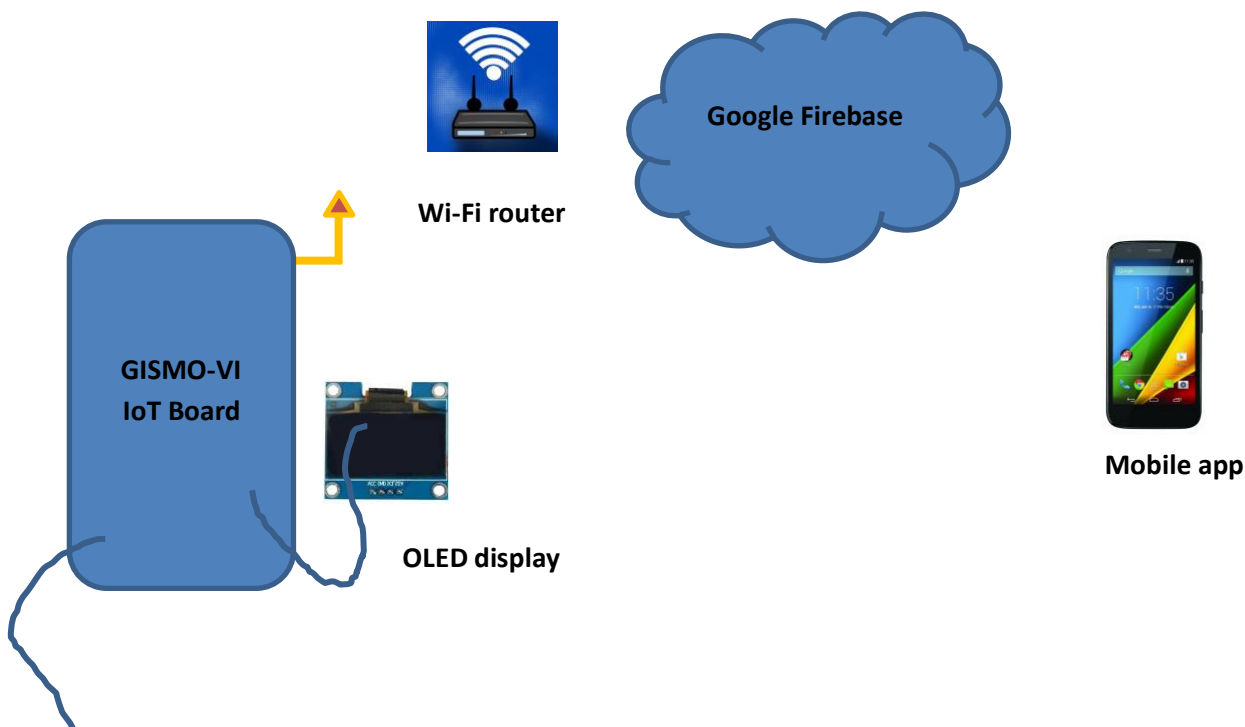 Google Firebase
Wi-Fi router
11:35
GISMO-VI
IoT Board
Mobile app
OLED display